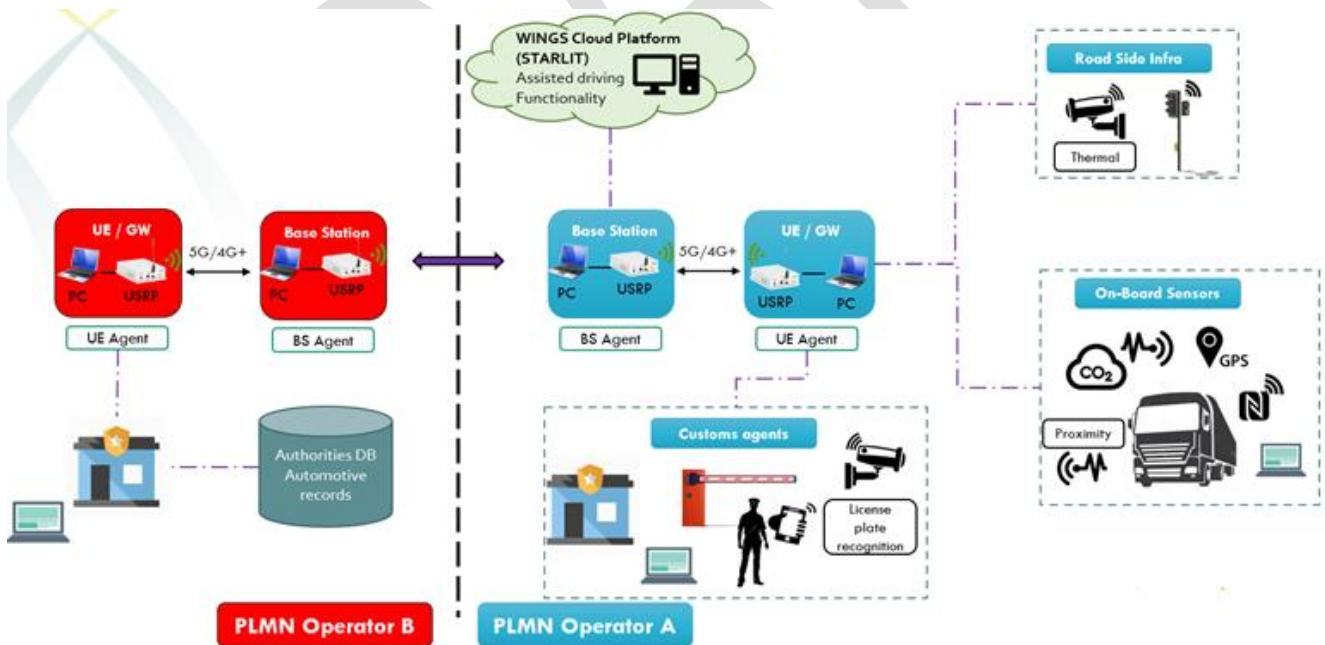 WINGS Cloud Platform
(STARLIT)
Assisted driving
Functionality
Road Side Infra
Thermal
UE / GW
PC
USRP
5G/4G+
Base Station
PC
USRP
UE Agent
BS Agent
Base Station
PC
USRP
5G/4G+
UE / GW
USRP
PC
BS Agent
UE Agent
On-Board Sensors
CO2
GPS
N
Proximity
Authorities DB
Automotive
records
Customs agents
License
plate
recognition
PLMN Operator B
PLMN Operator A